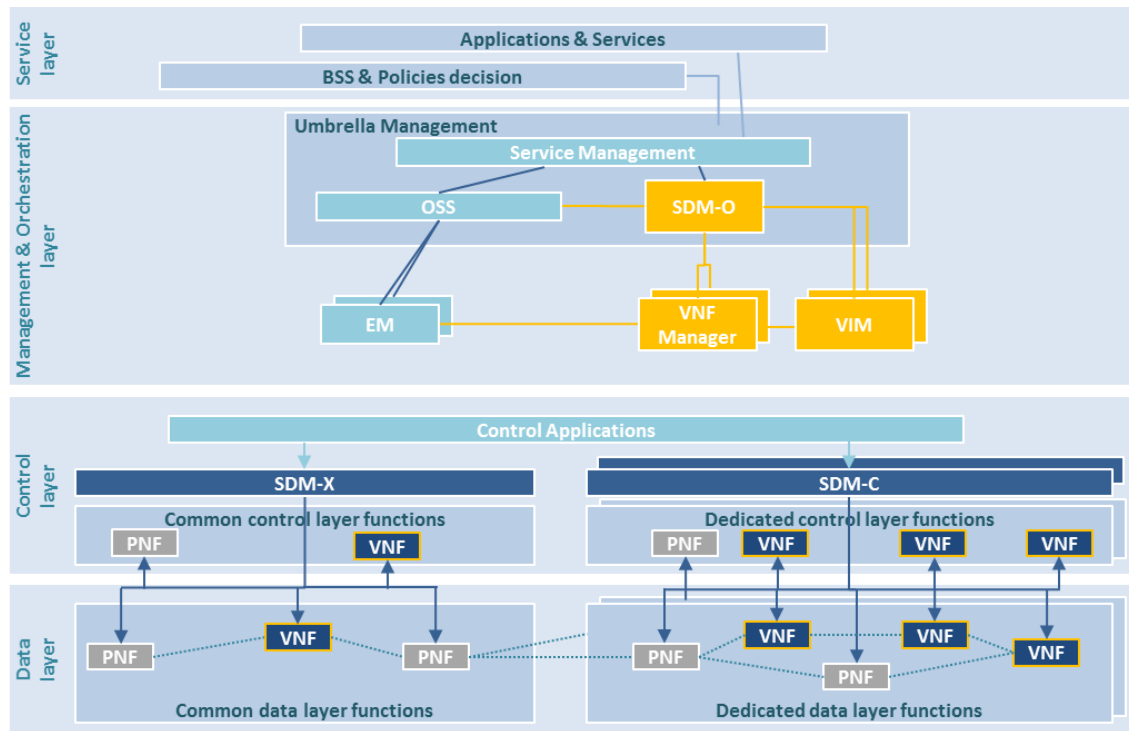 Service
layer
Applications & Services
BSS & Policies decision
Management & Orchestration
layer
Umbrella Management
Service Management
OSS
SDM-O
EM
VNF
Manager
VIM
Control
layer
Control Applications
SDM-X
SDM-C
Common control layer functions
Dedicated control layer functions
PNF
VNF
PNF
VNF
VNF
VNF
Data
layer
PNF
VNF
PNF
PNF
VNF
PNF
VNF
VNF
Common data layer functions
Dedicated data layer functions